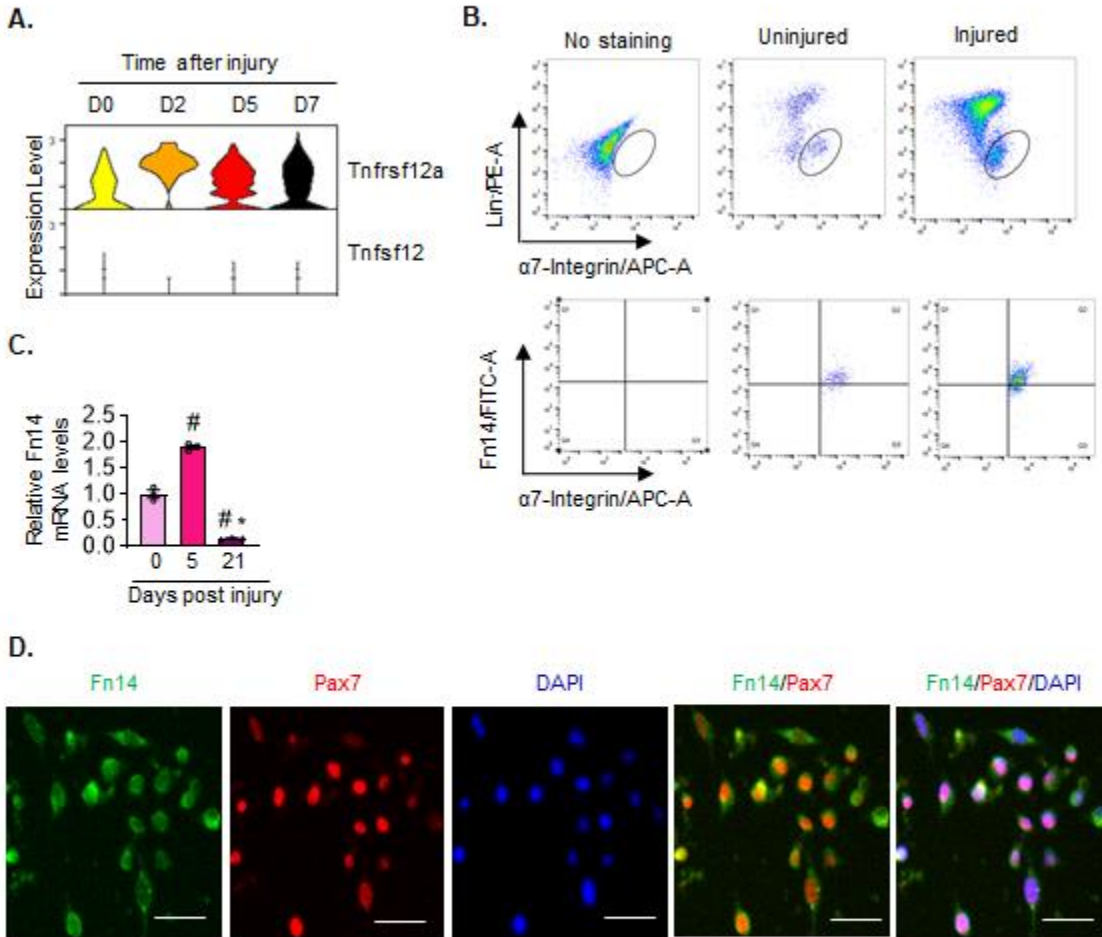 A.
Time after injury
D0 D2 D5 D7
Expression Level
3
Tnfrsf12a
3
Tnfsf12
B.
No staining Uninjured Injured
Lin-/PE-A
α7-Integrin/APC-A
Fn14/FITC-A
α7-Integrin/APC-A
C.
Relative Fn14
mRNA levels
2.5
2.0
1.5
1.0
0.5
0.0
#
# *
0 5 21
Days post injury
D.
Fn14 Pax7 DAPI Fn14/Pax7 Fn14/Pax7/DAPI